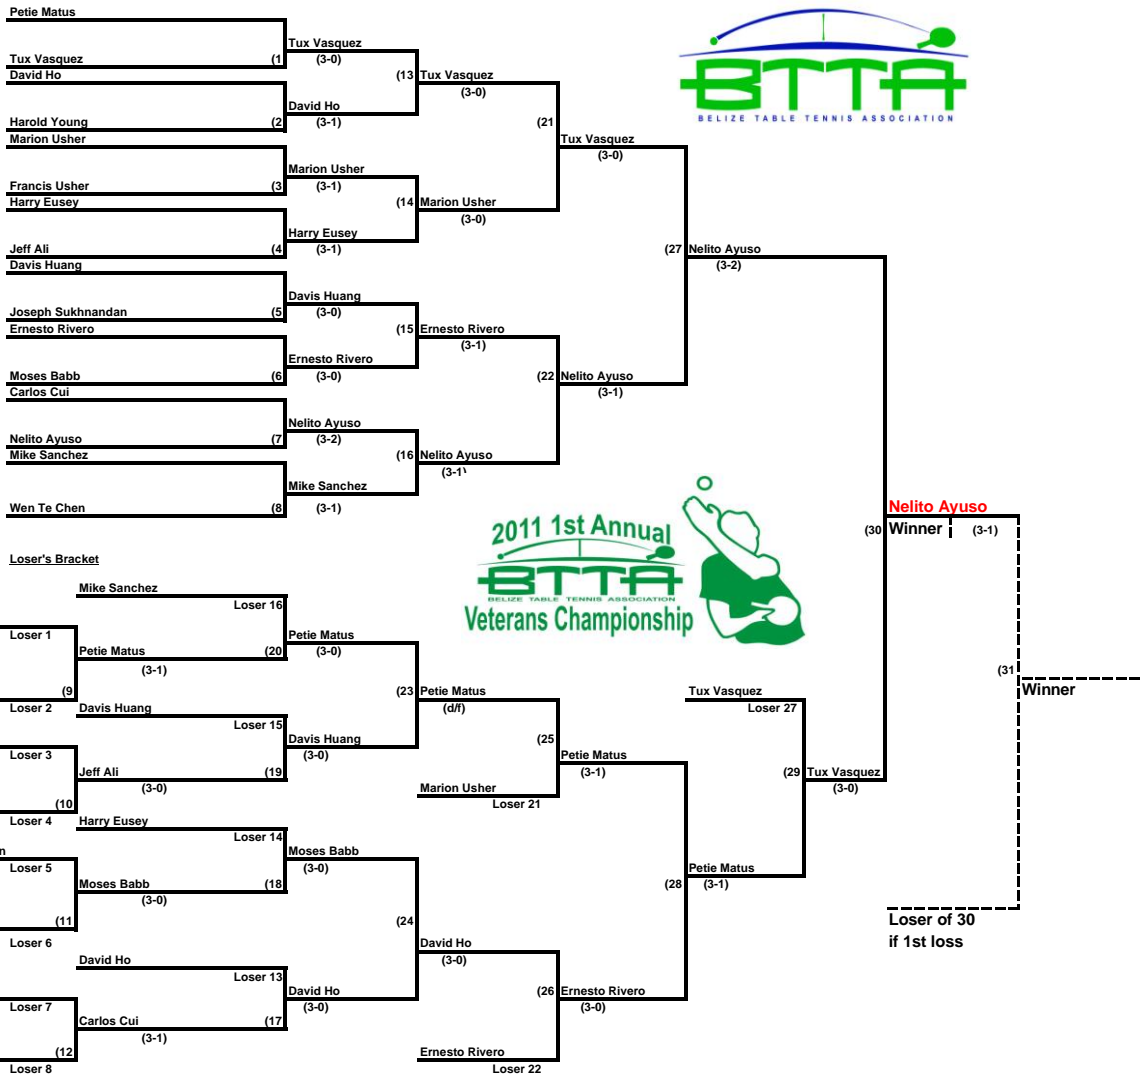 Petie Matus
Tux Vasquez
(3-0)
Tux Vasquez (1
David Ho
(13 Tux Vasquez
(3-0)
David Ho
(3-1)
Harold Young (2
(21
Marion Usher
Tux Vasquez
(3-0)
Marion Usher
(3-1)
Francis Usher (3
Harry Eusey
(14 Marion Usher
(3-0)
Harry Eusey
(3-1)
Jeff Ali (4
(27 Nelito Ayuso
(3-2)
Davis Huang
Davis Huang
(3-0)
Joseph Sukhnandan (5
Ernesto Rivero
(15 Ernesto Rivero
(3-1)
Ernesto Rivero
(3-0)
Moses Babb (6
(22 Nelito Ayuso
(3-1)
Carlos Cui
Nelito Ayuso
(3-2)
Nelito Ayuso (7
Mike Sanchez
(16 Nelito Ayuso
(3-1)
Mike Sanchez
(3-1)
Wen Te Chen (8
BTTA
BELIZE TABLE TENNIS ASSOCIATION
Nelito Ayuso
(30 Winner (3-1)
2011 1st Annual
BTTA
BELIZE TABLE TENNIS ASSOCIATION
Veterans Championship
Loser's Bracket
Mike Sanchez
Loser 16
Loser 1
Petie Matus
(3-0)
Petie Matus (20
(3-1)
(9
Loser 2
(23 Petie Matus
(d/f)
Davis Huang
Loser 15
Tux Vasquez
Loser 27
(31
Winner
Loser 3
Davis Huang
(3-0)
(25
Petie Matus
(3-1)
Jeff Ali (19
(3-0)
(29 Tux Vasquez
(3-0)
(10
Loser 4
Marion Usher
Loser 21
Harry Eusey
Loser 14
n
Loser 5
Moses Babb
(3-0)
Moses Babb (18
(3-0)
(28
Petie Matus
(3-1)
(11
Loser 6
(24
David Ho
(3-0)
Loser of 30
if 1st loss
David Ho
Loser 13
Loser 7
David Ho
(3-0)
(26 Ernesto Rivero
(3-0)
Carlos Cui (17
(3-1)
(12
Loser 8
Ernesto Rivero
Loser 22